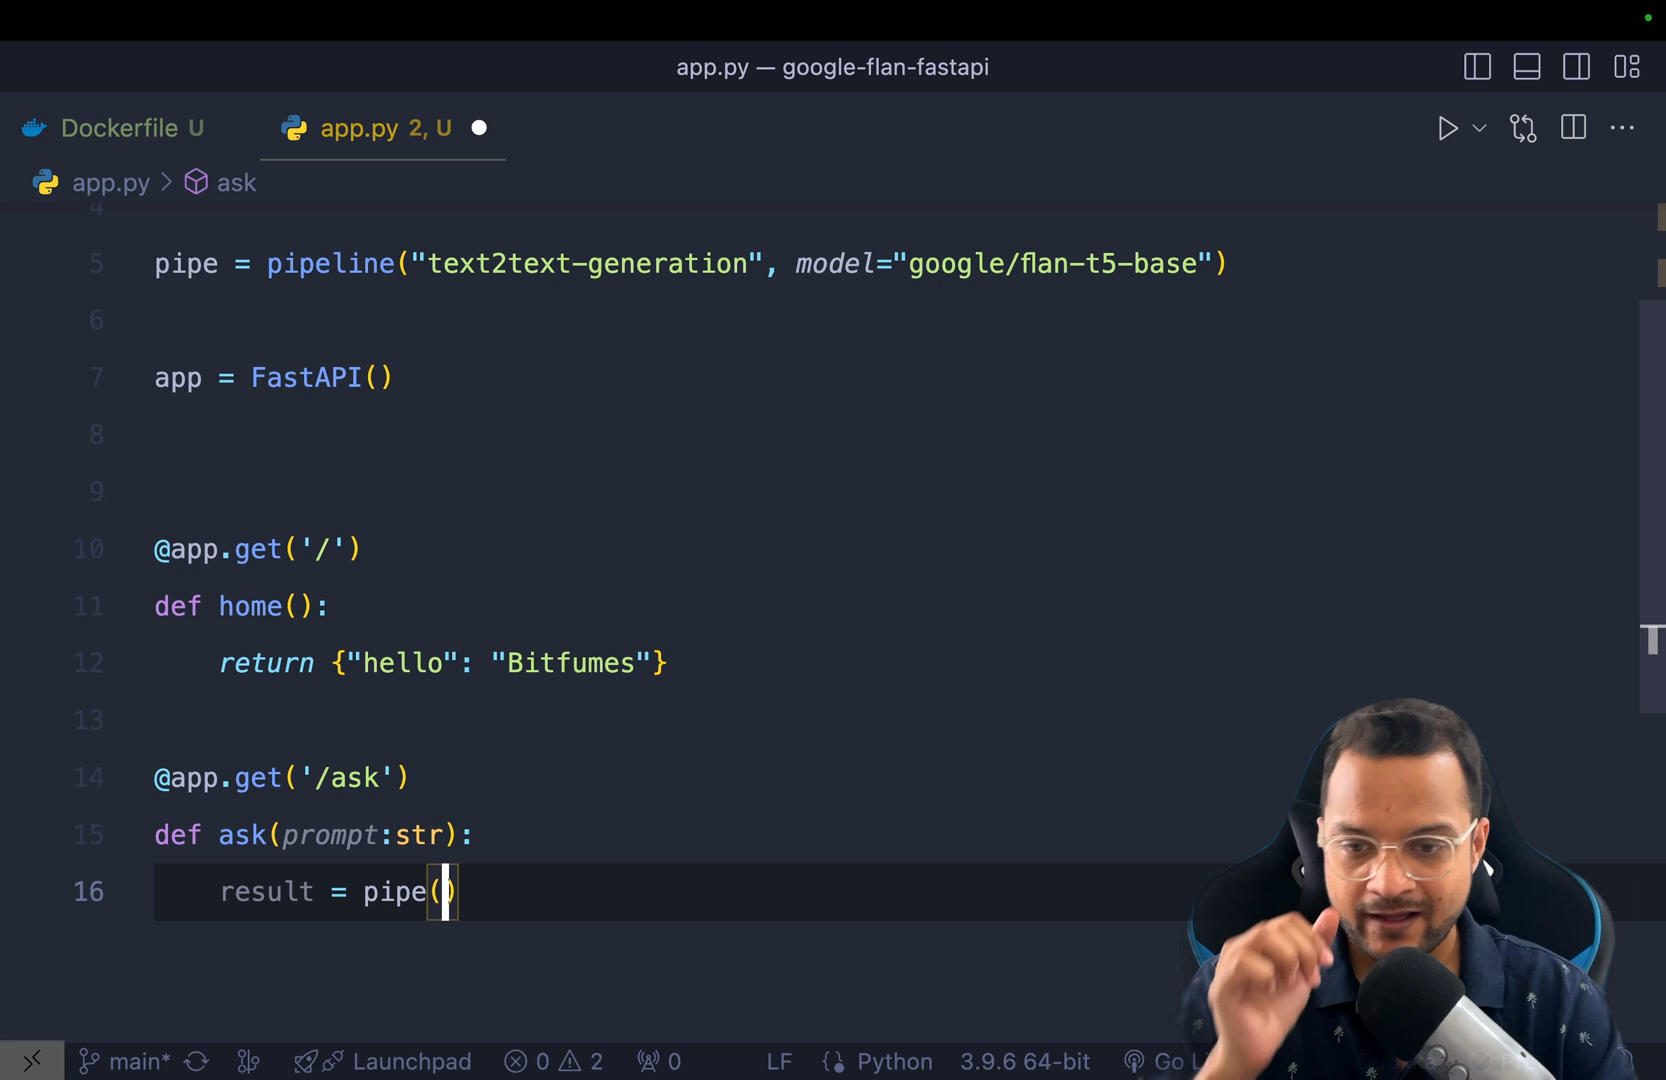 app.py — google-flan-fastapi
Dockerfile U
app.py 2, U
app.py > ask
4
5 pipe = pipeline("text2text-generation", model="google/flan-t5-base")
6
7 app = FastAPI()
8
9
10 @app.get('/')
11 def home():
12 return {"hello": "Bitfumes"}
13
14 @app.get('/ask')
15 def ask(prompt:str):
16 result = pipe()
main* Launchpad 0 2 0 LF Python 3.9.6 64-bit Go